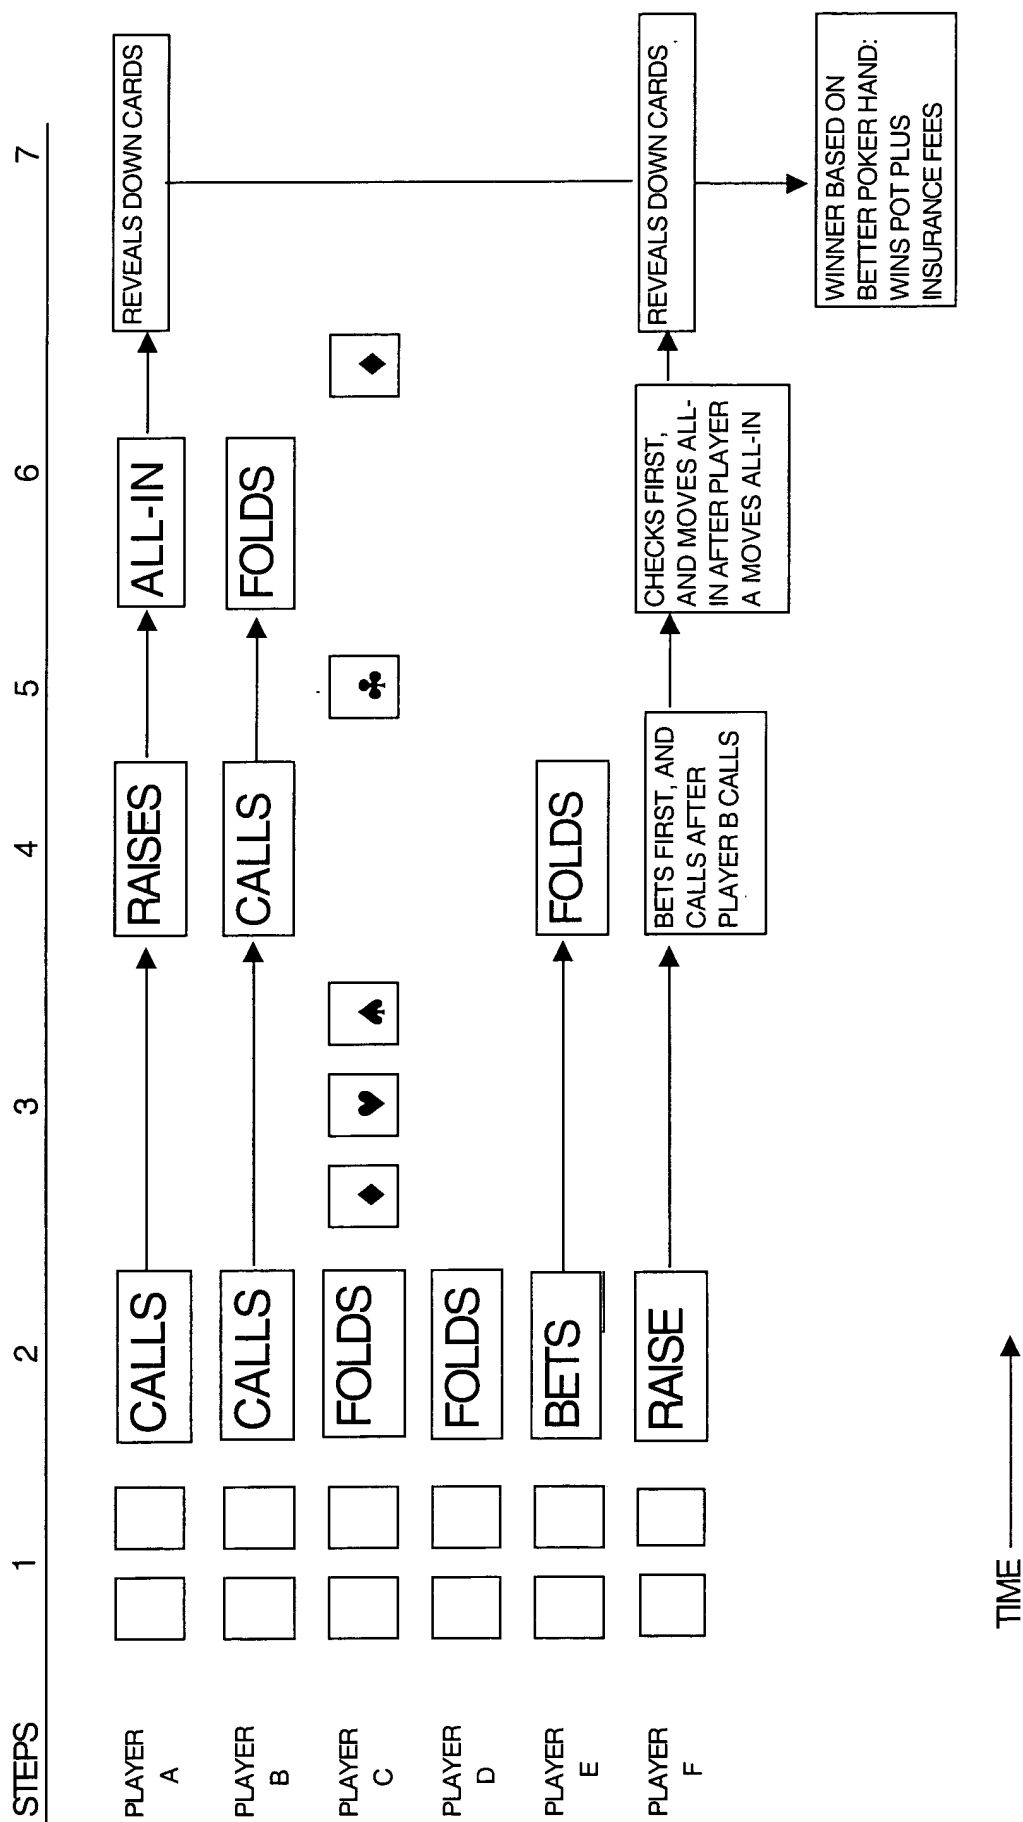 STEPS 1 2 3 4 5 6 7
PLAYER
A
CALLS
RAISES
ALL-IN
REVEALS DOWN CARDS
PLAYER
B
CALLS
CALLS
FOLDS
PLAYER
C
FOLDS
PLAYER
D
FOLDS
PLAYER
E
BETS
FOLDS
PLAYER
F
RAISE
BETS FIRST, AND
CALLS AFTER
PLAYER B CALLS
CHECKS FIRST,
AND MOVES ALL-
IN AFTER PLAYER
A MOVES ALL-IN
REVEALS DOWN CARDS
WINNER BASED ON
BETTER POKER HAND:
WINS POT PLUS
INSURANCE FEES
TIME